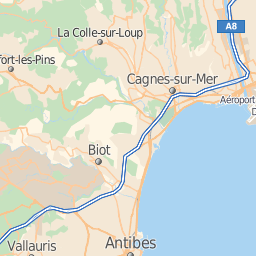 A8
La Colle-sur-Loup
fort-les-Pins
Cagnes-sur-Mer
Aéroport
Biot
Vallauris
Antibes